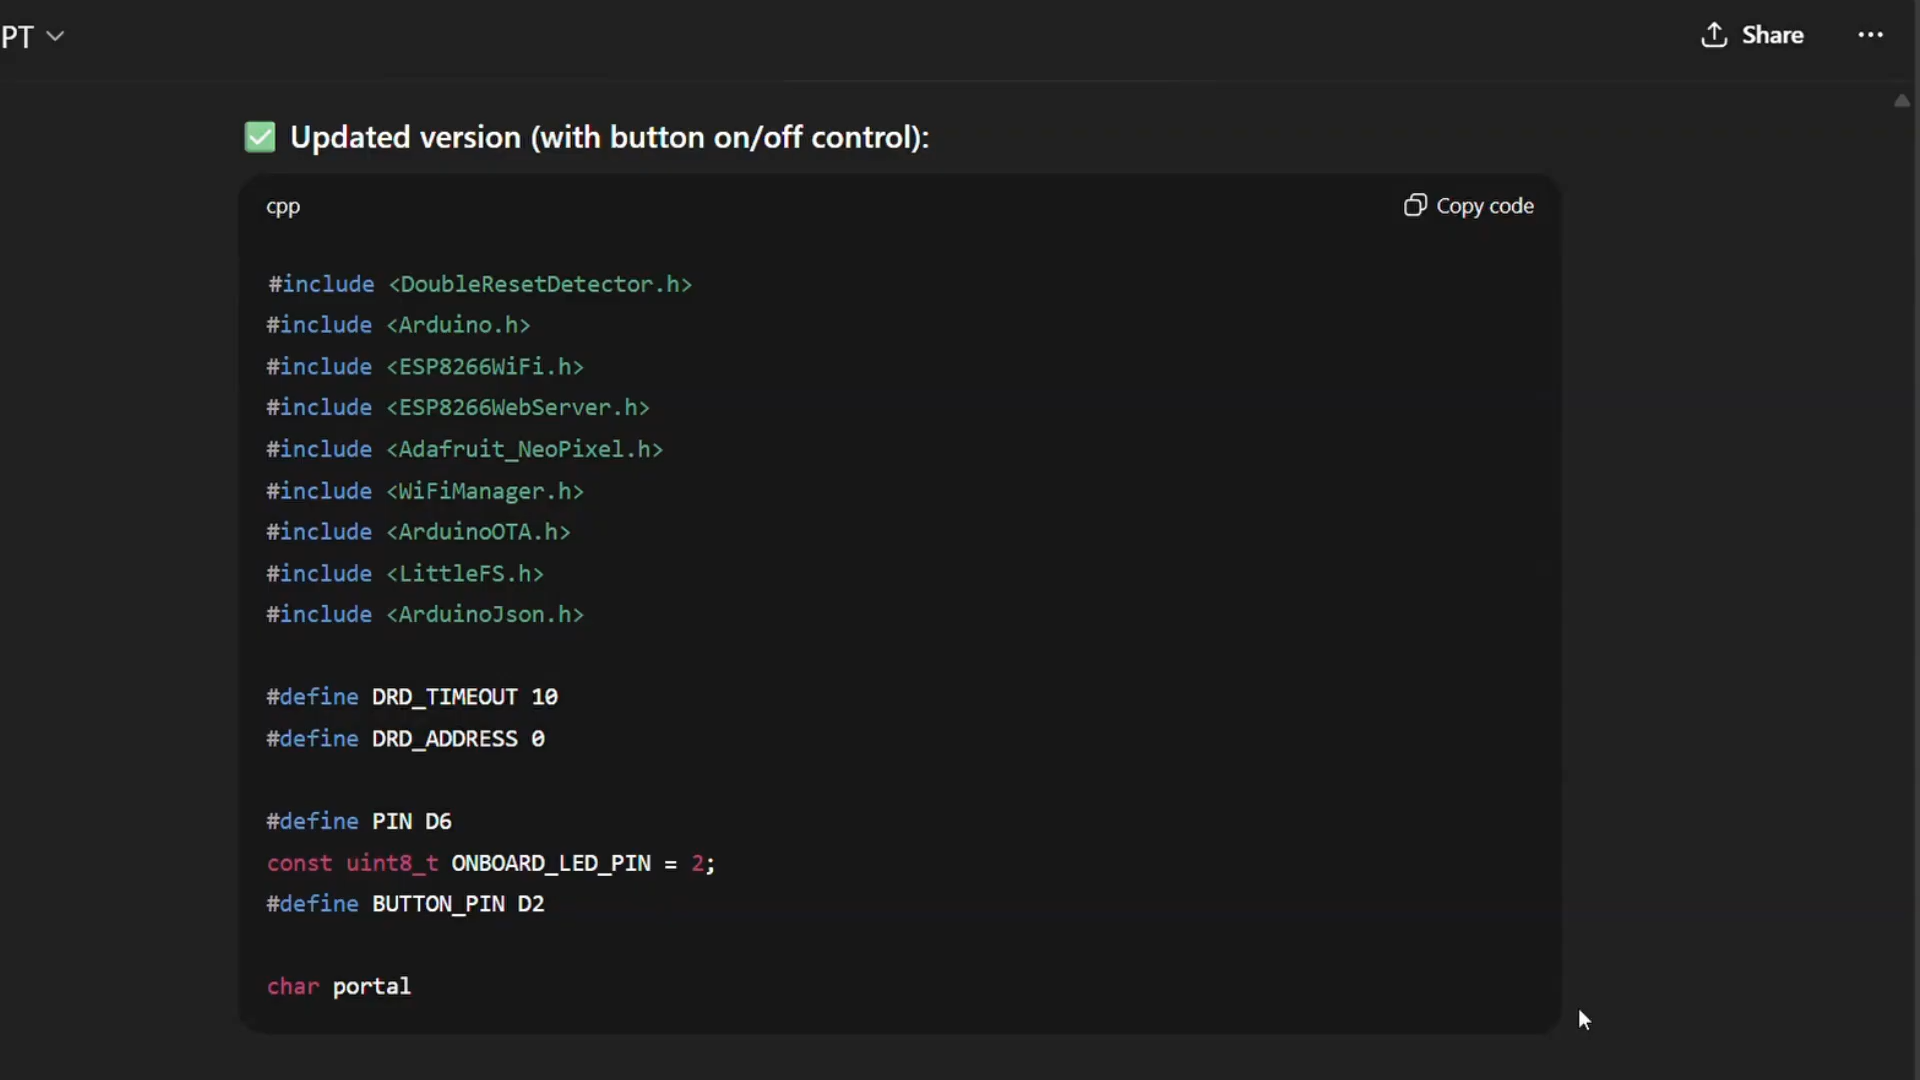 PT
Share
Updated version (with button on/off control):
cpp
Copy code
#include <DoubleResetDetector.h>
#include <Arduino.h>
#include <ESP8266WiFi.h>
#include <ESP8266WebServer.h>
#include <Adafruit_NeoPixel.h>
#include <WiFiManager.h>
#include <ArduinoOTA.h>
#include <LittleFS.h>
#include <ArduinoJson.h>
#define DRD_TIMEOUT 10
#define DRD_ADDRESS 0
#define PIN D6
const uint8_t ONBOARD_LED_PIN = 2;
#define BUTTON_PIN D2
char portal